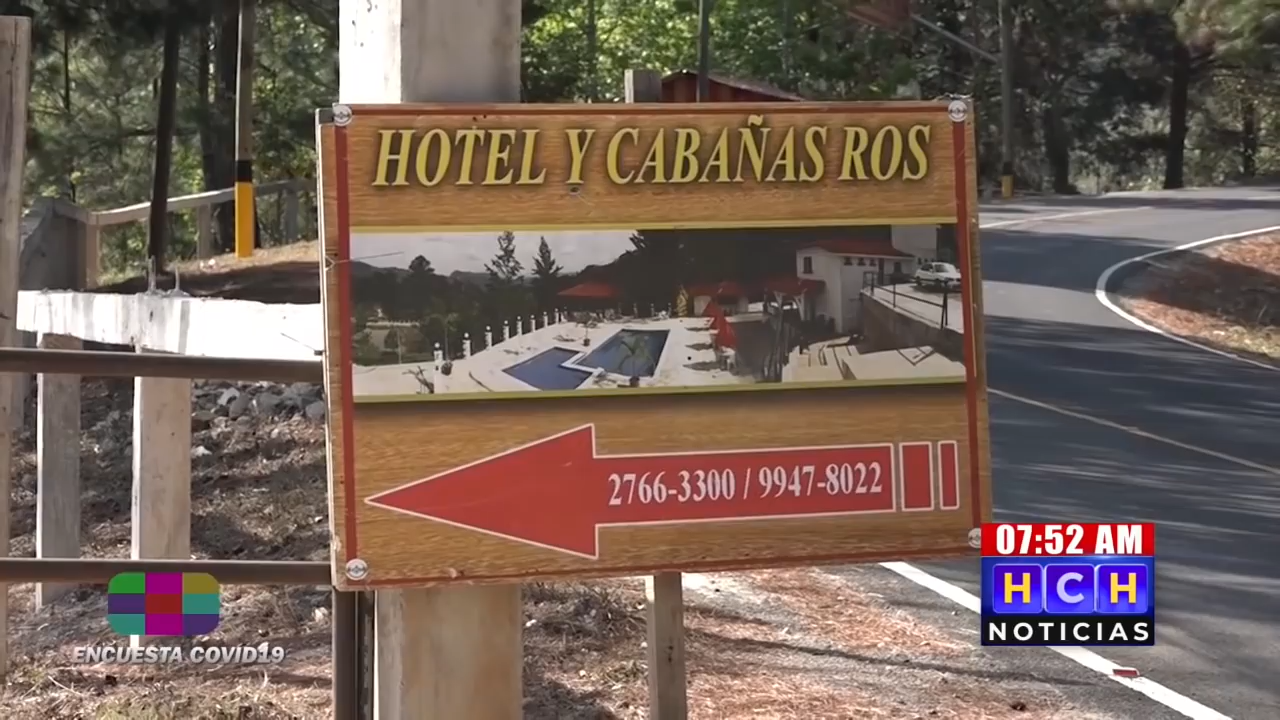 HOTEL Y CABAÑAS ROS
2766-3300 / 9947-8022
07:52 AM
HCH
NOTICIAS
ENCUESTA COVID19